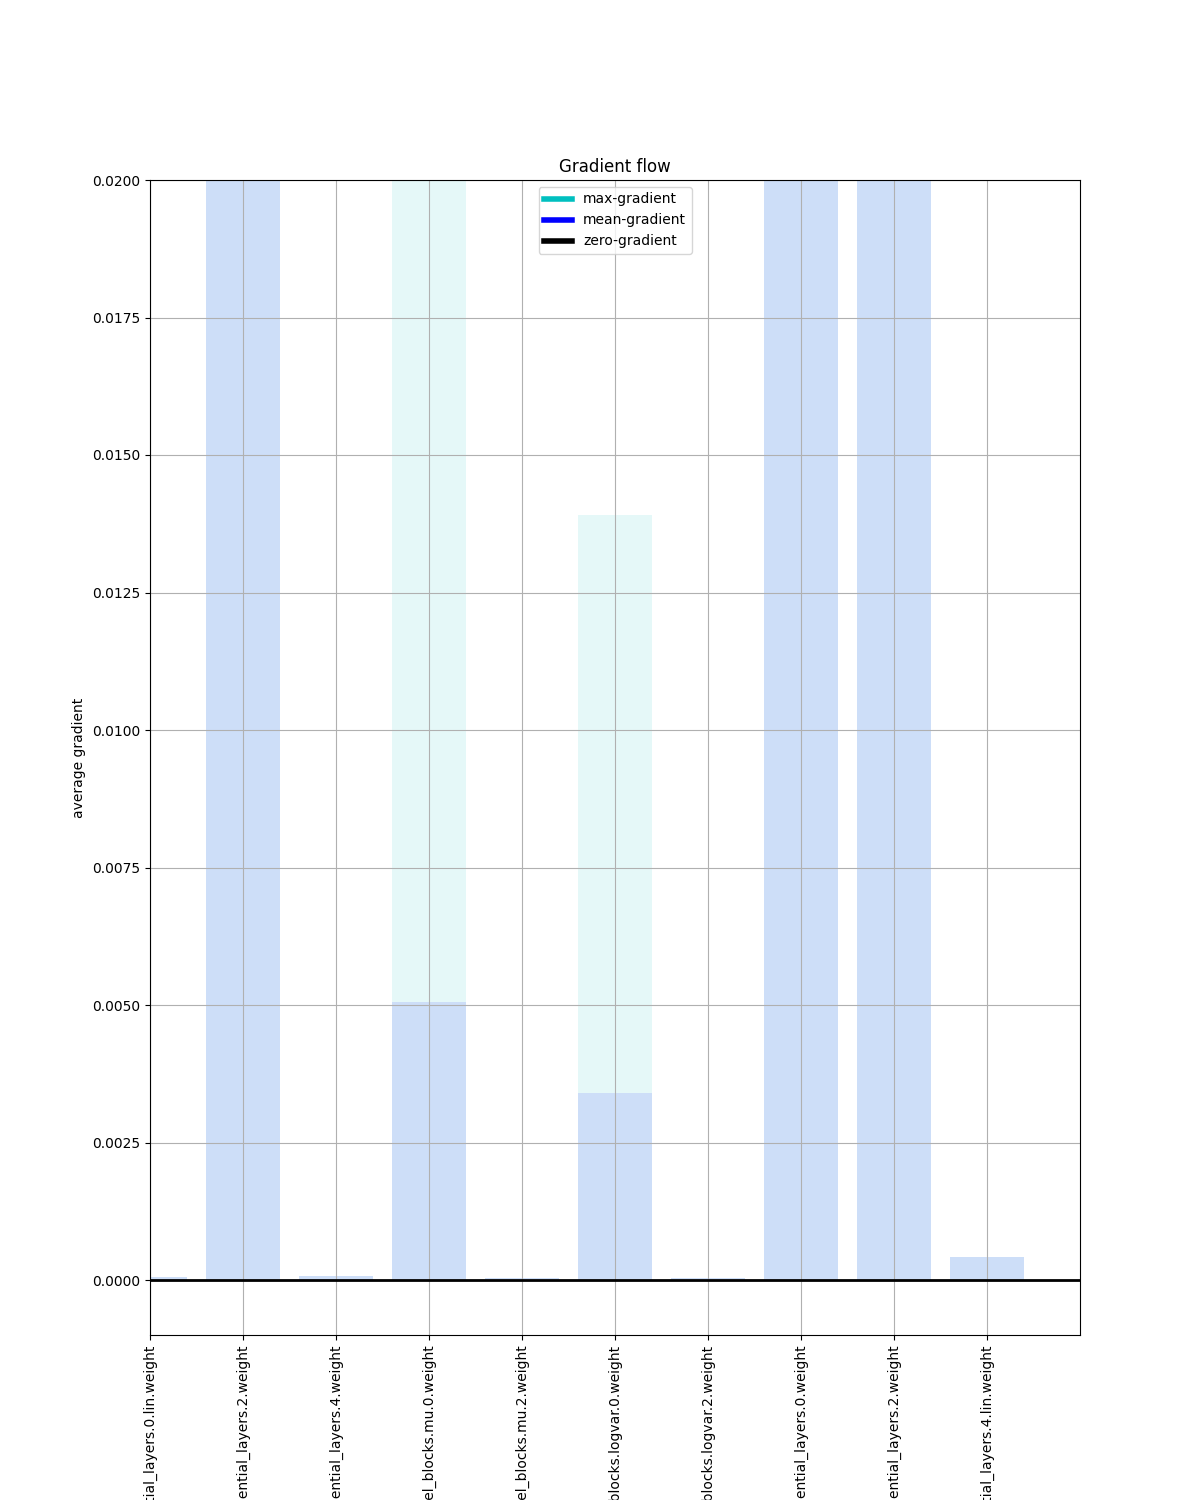 Gradient flow
max-gradient
mean-gradient
zero-gradient
average gradient
0.0200
0.0175
0.0150
0.0125
0.0100
0.0075
0.0050
0.0025
0.0000
tial_layers.0.lin.weight
ential_layers.2.weight
ential_layers.4.weight
el_blocks.mu.0.weight
el_blocks.mu.2.weight
blocks.logvar.0.weight
blocks.logvar.2.weight
ential_layers.0.weight
ential_layers.2.weight
tial_layers.4.lin.weight